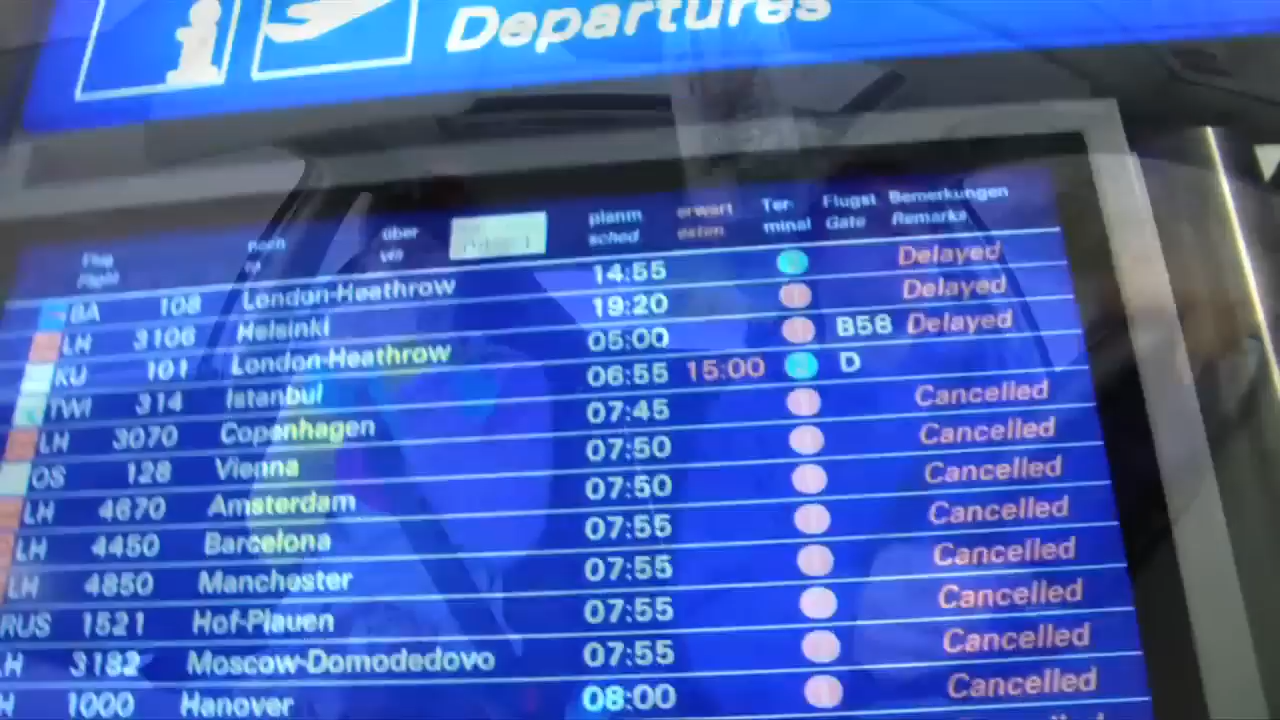 Departures
Flug nach über planm erwart Ter- Flugst Bemerkungen
flight to via sched estim minal Gate Remarks
BA 108 London-Heathrow 14:55 Delayed
LH 3106 Helsinki 19:20 Delayed
KU 101 London-Heathrow 05:00 B58 Delayed
TWI 314 Istanbul 06:55 15:00 D
LH 3070 Copenhagen 07:45 Cancelled
OS 128 Vienna 07:50 Cancelled
LH 4670 Amsterdam 07:50 Cancelled
LH 4450 Barcelona 07:55 Cancelled
LH 4850 Manchester 07:55 Cancelled
RUS 1521 Hof-Plauen 07:55 Cancelled
LH 3182 Moscow-Domodedovo 07:55 Cancelled
H 1000 Hanover 08:00 Cancelled